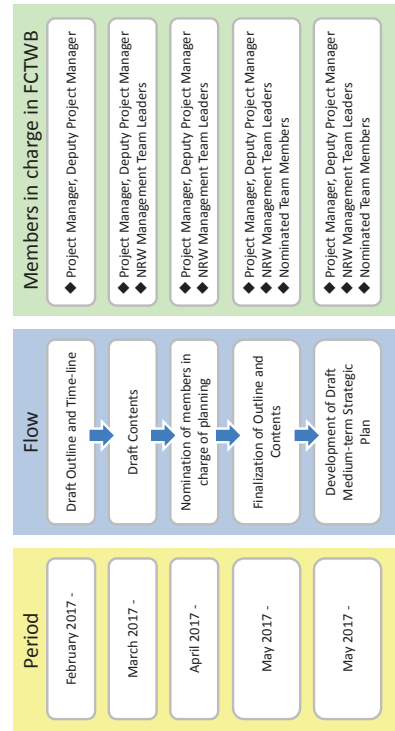 Period
February 2017 -
March 2017 -
April 2017 -
May 2017 -
May 2017 -
Flow
Draft Outline and Time-line
Draft Contents
Nomination of members in
charge of planning
Finalization of Outline and
Contents
Development of Draft
Medium-term Strategic
Plan
Members in charge in FCTWB
◆ Project Manager, Deputy Project Manager
◆ Project Manager, Deputy Project Manager
◆ NRW Management Team Leaders
◆ Project Manager, Deputy Project Manager
◆ NRW Management Team Leaders
◆ Project Manager, Deputy Project Manager
◆ NRW Management Team Leaders
◆ Nominated Team Members
◆ Project Manager, Deputy Project Manager
◆ NRW Management Team Leaders
◆ Nominated Team Members